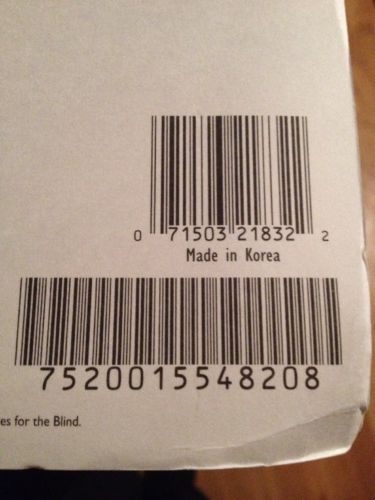 0 71503 21832 2
Made in Korea
7520015548208
es for the Blind.